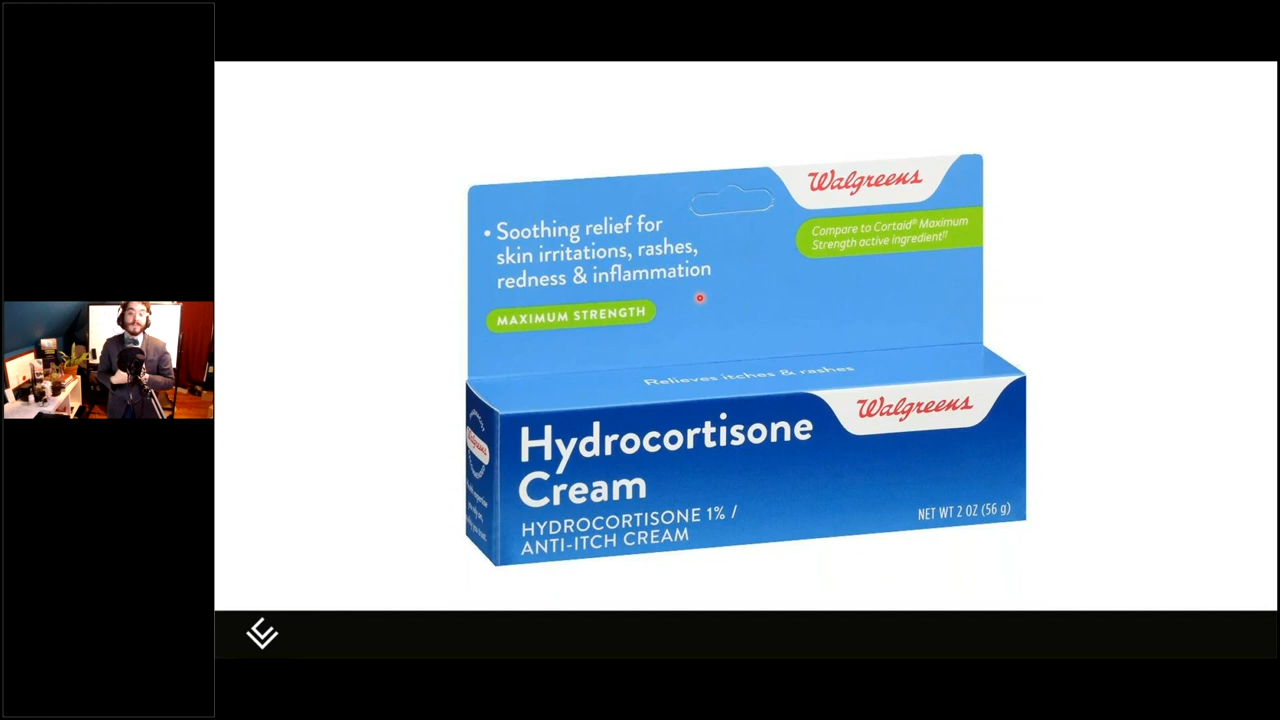 Walgreens
• Soothing relief for
skin irritations, rashes,
redness & inflammation
Compare to Cortaid® Maximum
Strength active ingredient††
MAXIMUM STRENGTH
Relieves itches & rashes
Walgreens
Hydrocortisone
Cream
HYDROCORTISONE 1% /
ANTI-ITCH CREAM
NET WT 2 OZ (56 g)
Walgreens